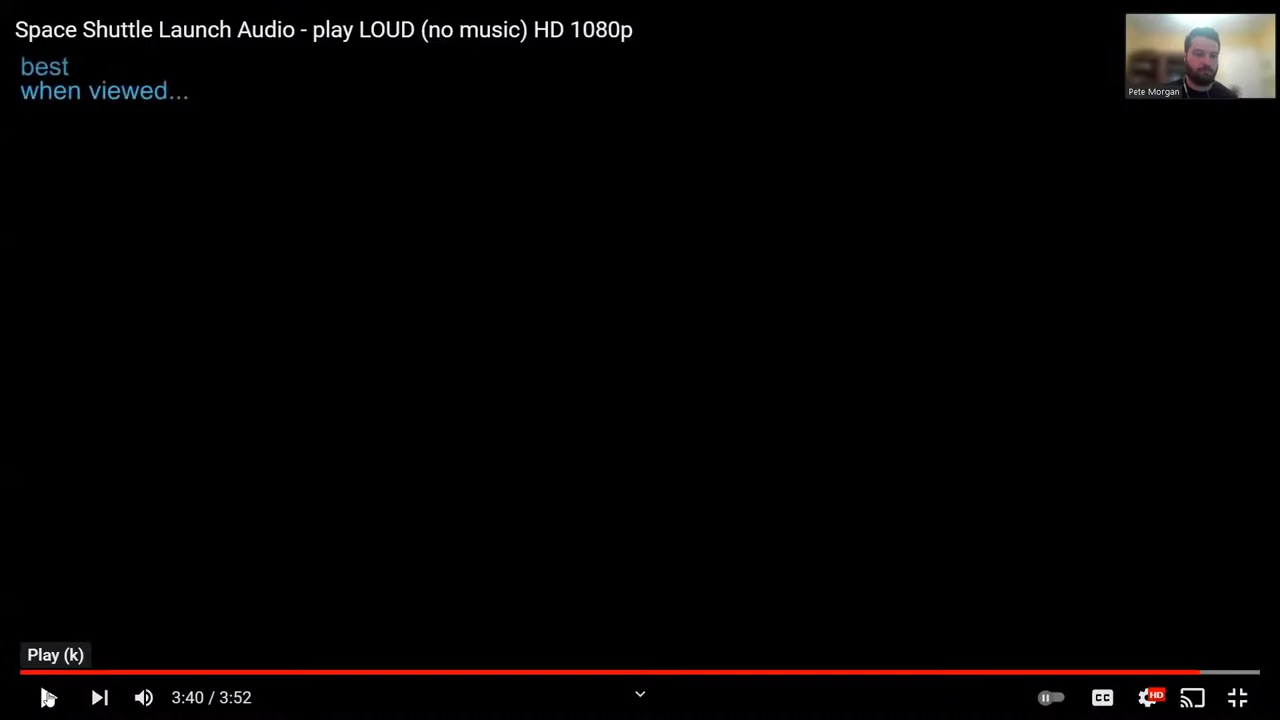 Space Shuttle Launch Audio - play LOUD (no music) HD 1080p
best
when viewed...
Pete Morgan
Play (k)
3:40 / 3:52
CC
HD